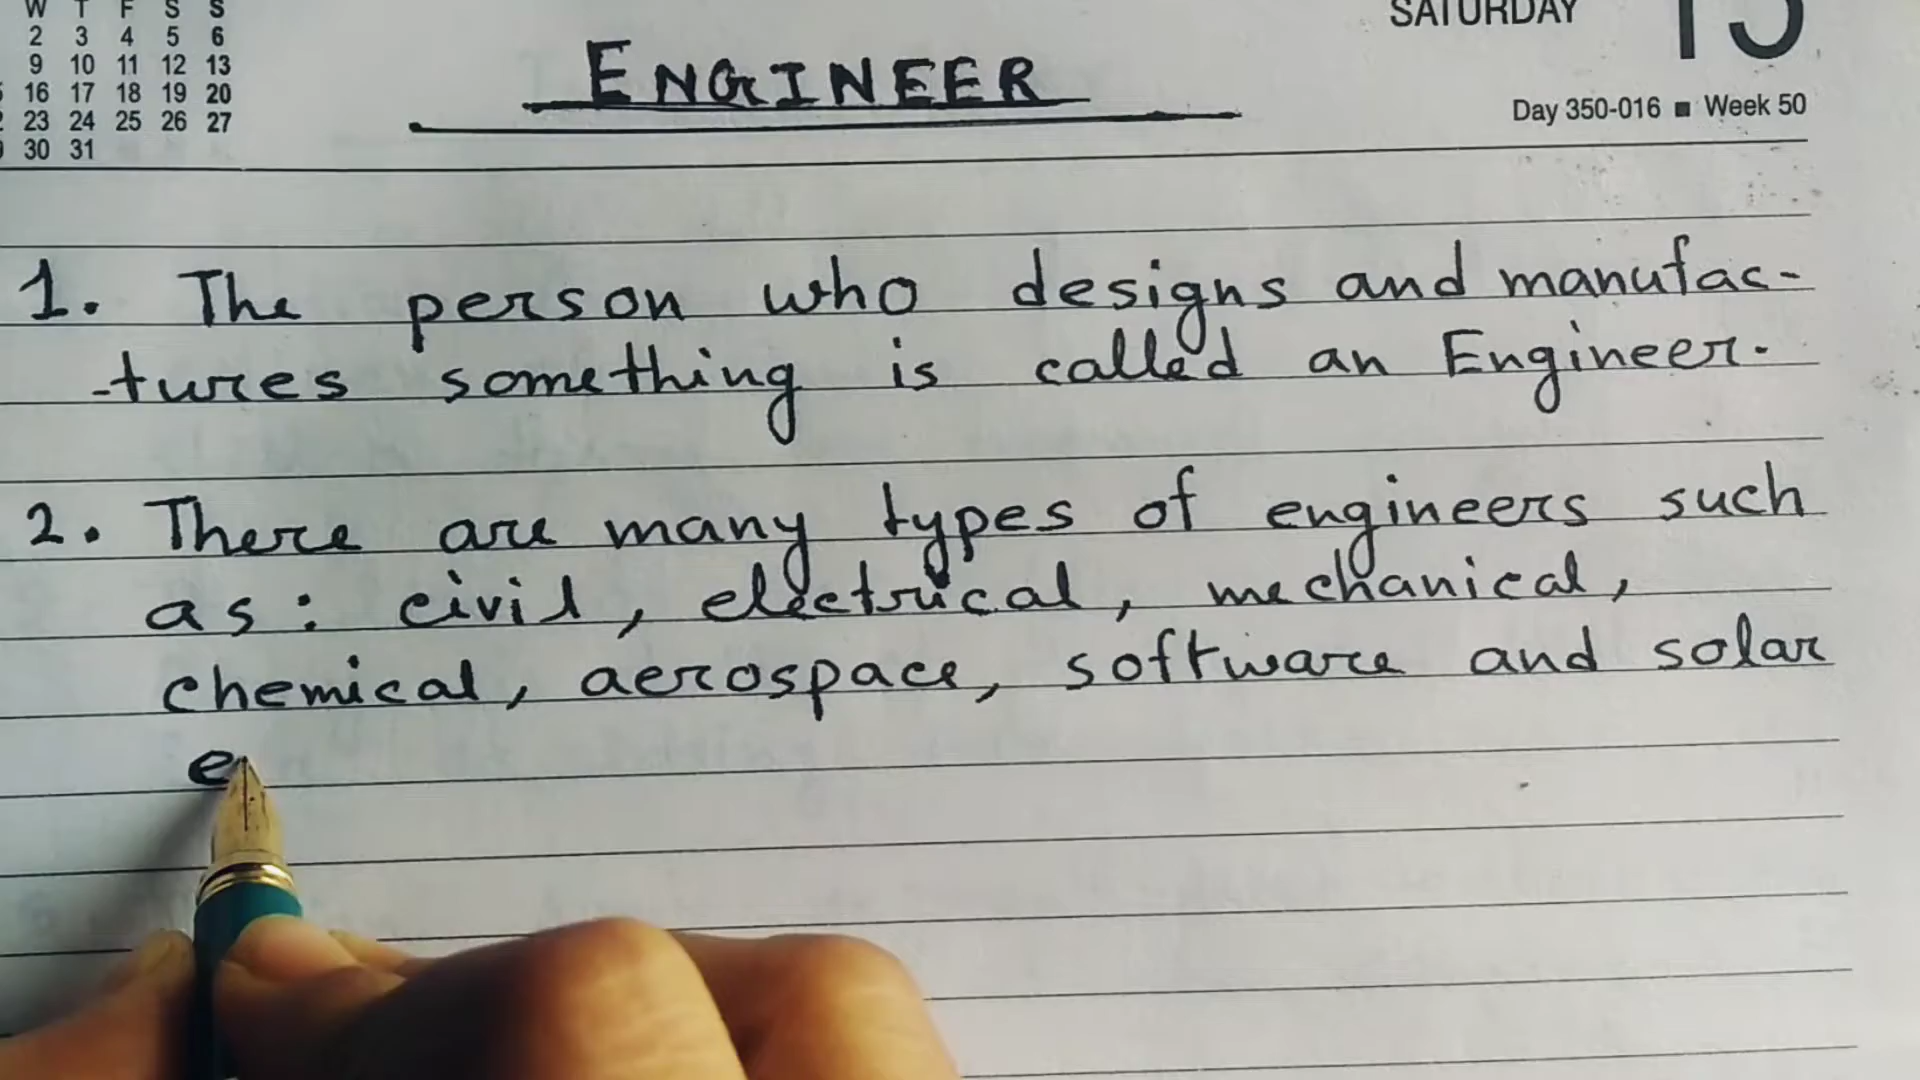 W T F S S
2 3 4 5 6
9 10 11 12 13
16 17 18 19 20
23 24 25 26 27
30 31
SATURDAY 15
Day 350-016 ■ Week 50
ENGINEER
1. The person who designs and manufac-
-tures something is called an Engineer.
2. There are many types of engineers such
as: civil, electrical, mechanical,
chemical, aerospace, software and solar
e